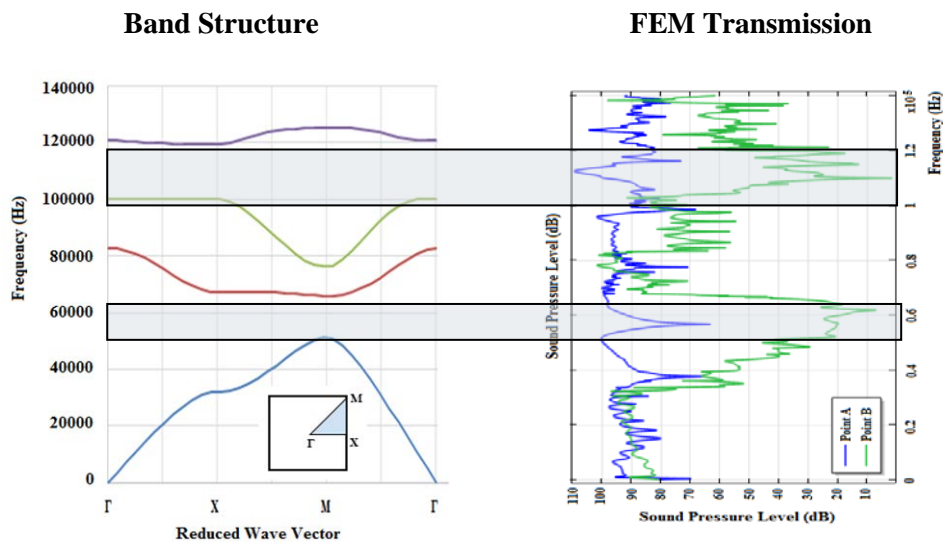 Band Structure
FEM Transmission
140000
120000
100000
80000
60000
40000
20000
0
Frequency (Hz)
Γ
X
M
Γ
Reduced Wave Vector
M
Γ
X
x10^5
Frequency (Hz)
1.2
1
0.8
0.6
0.4
0.2
0
Sound Pressure Level (dB)
Point A
Point B
110
100
90
80
70
60
50
40
30
20
10
Sound Pressure Level (dB)